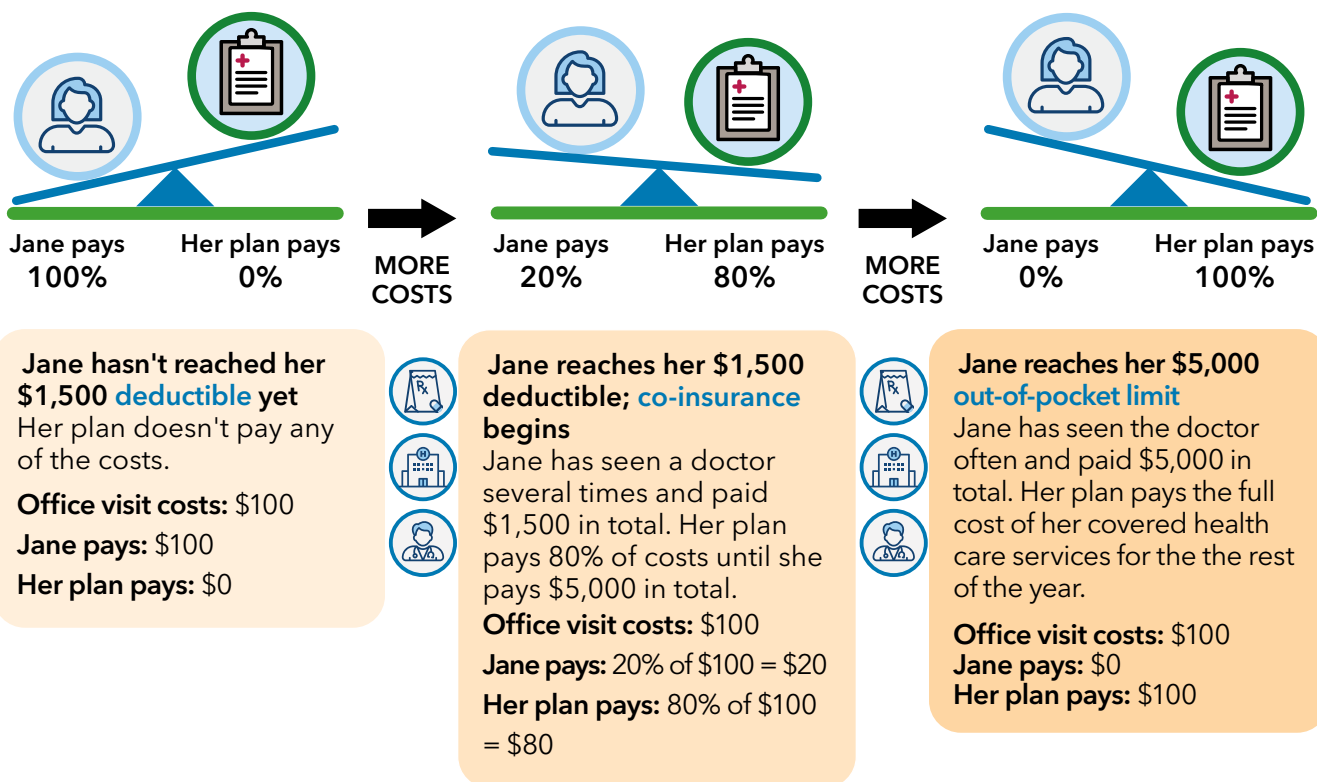 Jane pays
100%
Her plan pays
0%
MORE
COSTS
Jane pays
20%
Her plan pays
80%
MORE
COSTS
Jane pays
0%
Her plan pays
100%
Jane hasn't reached her
$1,500 deductible yet
Her plan doesn't pay any
of the costs.
Office visit costs: $100
Jane pays: $100
Her plan pays: $0
Rx
H
Jane reaches her $1,500
deductible; co-insurance
begins
Jane has seen a doctor
several times and paid
$1,500 in total. Her plan
pays 80% of costs until she
pays $5,000 in total.
Office visit costs: $100
Jane pays: 20% of $100 = $20
Her plan pays: 80% of $100
= $80
Rx
H
Jane reaches her $5,000
out-of-pocket limit
Jane has seen the doctor
often and paid $5,000 in
total. Her plan pays the full
cost of her covered health
care services for the the rest
of the year.
Office visit costs: $100
Jane pays: $0
Her plan pays: $100